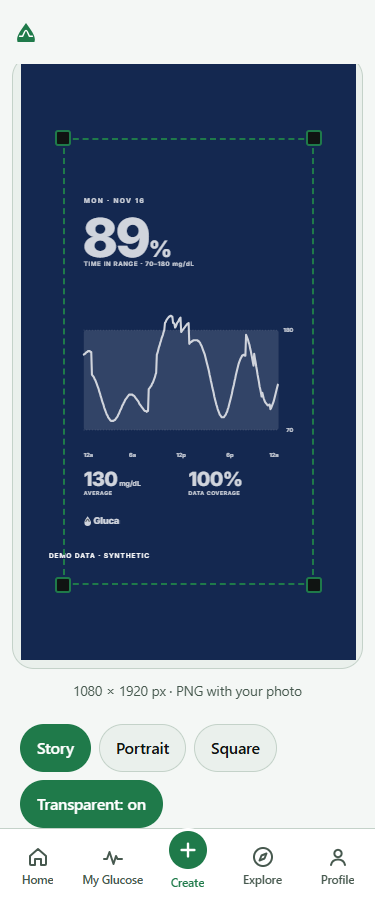 MON · NOV 16
89%
TIME IN RANGE · 70–180 mg/dL
180
70
12a 6a 12p 6p 12a
130 mg/dL 100%
AVERAGE DATA COVERAGE
Gluca
DEMO DATA · SYNTHETIC
1080 × 1920 px · PNG with your photo
Story Portrait Square
Transparent: on
Home My Glucose Create Explore Profile